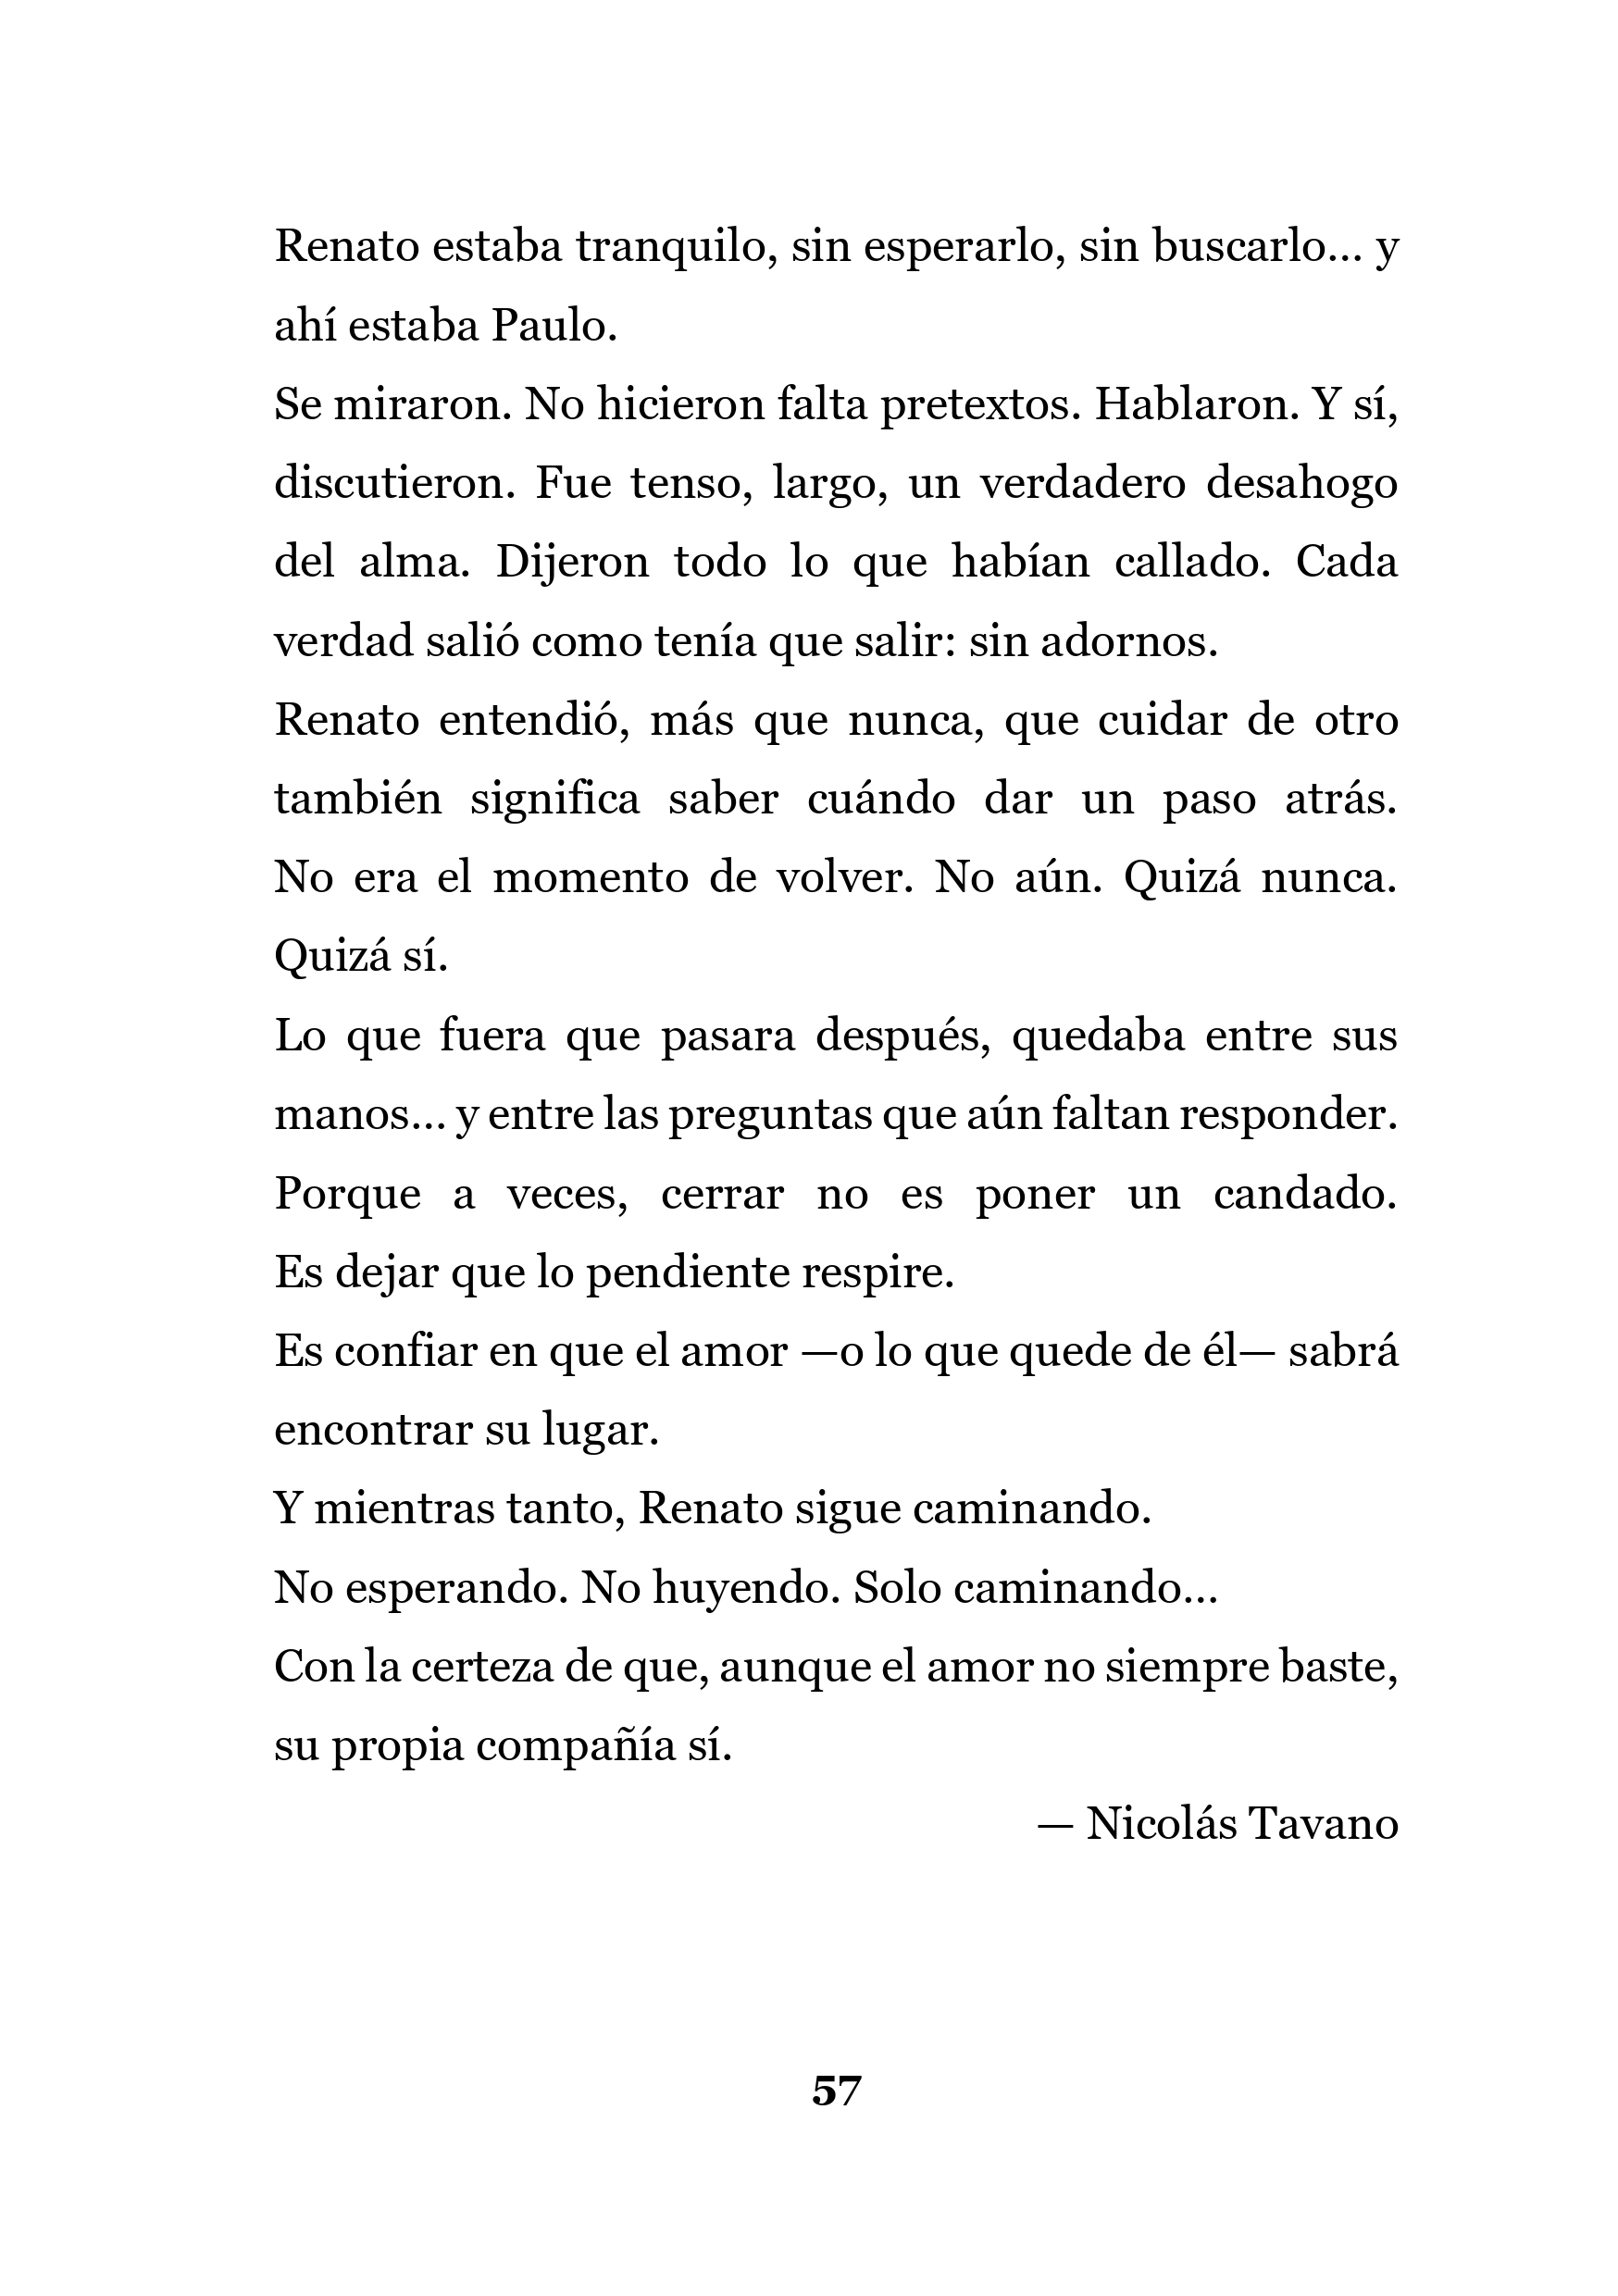 Renato estaba tranquilo, sin esperarlo, sin buscarlo… y
ahí estaba Paulo.
Se miraron. No hicieron falta pretextos. Hablaron. Y sí,
discutieron. Fue tenso, largo, un verdadero desahogo
del alma. Dijeron todo lo que habían callado. Cada
verdad salió como tenía que salir: sin adornos.
Renato entendió, más que nunca, que cuidar de otro
también significa saber cuándo dar un paso atrás.
No era el momento de volver. No aún. Quizá nunca.
Quizá sí.
Lo que fuera que pasara después, quedaba entre sus
manos… y entre las preguntas que aún faltan responder.
Porque a veces, cerrar no es poner un candado.
Es dejar que lo pendiente respire.
Es confiar en que el amor —o lo que quede de él— sabrá
encontrar su lugar.
Y mientras tanto, Renato sigue caminando.
No esperando. No huyendo. Solo caminando…
Con la certeza de que, aunque el amor no siempre baste,
su propia compañía sí.
— Nicolás Tavano
57